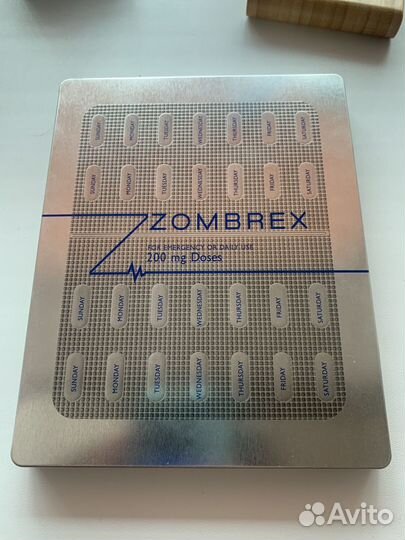 SUNDAY MONDAY TUESDAY WEDNESDAY THURSDAY FRIDAY SATURDAY
SUNDAY MONDAY TUESDAY WEDNESDAY THURSDAY FRIDAY SATURDAY
ZOMBREX
FOR EMERGENCY OR DAILY USE
200 mg Doses
SUNDAY MONDAY TUESDAY WEDNESDAY THURSDAY FRIDAY SATURDAY
SUNDAY MONDAY TUESDAY WEDNESDAY THURSDAY FRIDAY SATURDAY
Avito